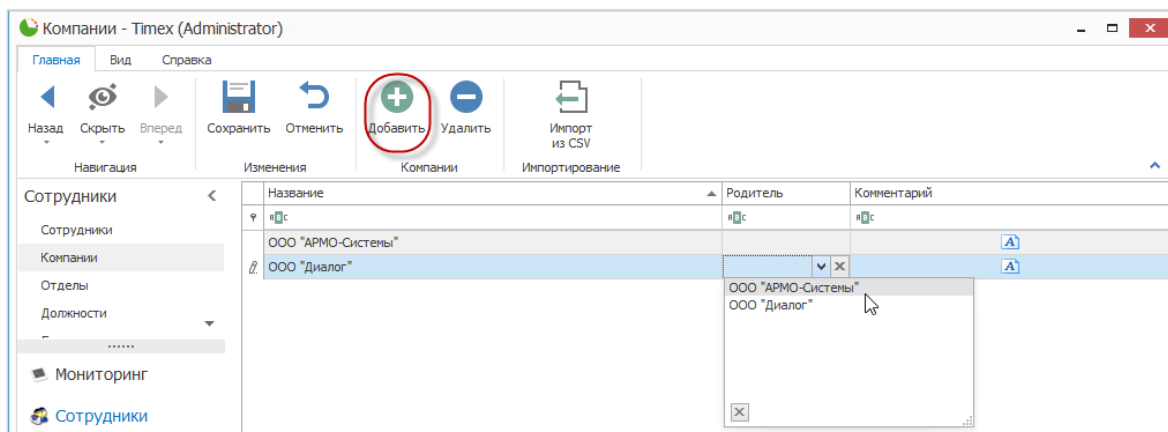 Компании - Timex (Administrator)
Главная Вид Справка
Назад Скрыть Вперед Сохранить Отменить Добавить Удалить Импорт из CSV
Навигация Изменения Компании Импортирование
Сотрудники Название Родитель Комментарий
Сотрудники
ООО "АРМО-Системы"
Компании ООО "Диалог"
Отделы ООО "АРМО-Системы"
Должности ООО "Диалог"
Мониторинг
Сотрудники